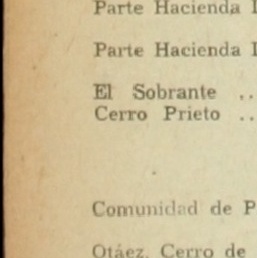 Parte Hacienda
Parte Hacienda
El Sobrante ..
Cerro Prieto ..
Comunidad de P
Otáez, Cerro de